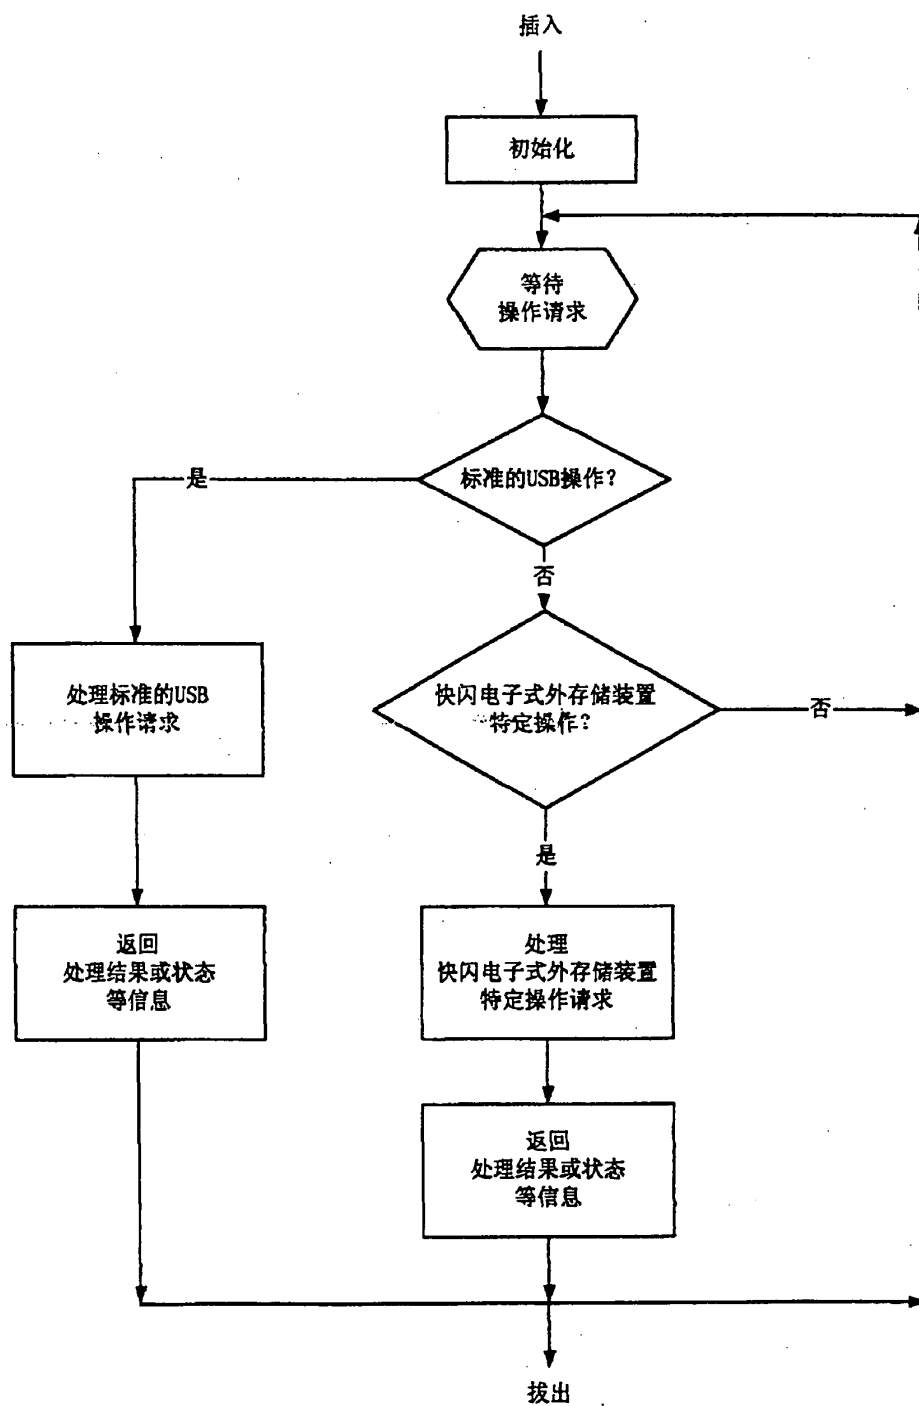 插入
初始化
等待
操作请求
标准的USB操作？
是
否
处理标准的USB
操作请求
快闪电子式外存储装置
特定操作？
否
是
返回
处理结果或状态
等信息
处理
快闪电子式外存储装置
特定操作请求
返回
处理结果或状态
等信息
拔出